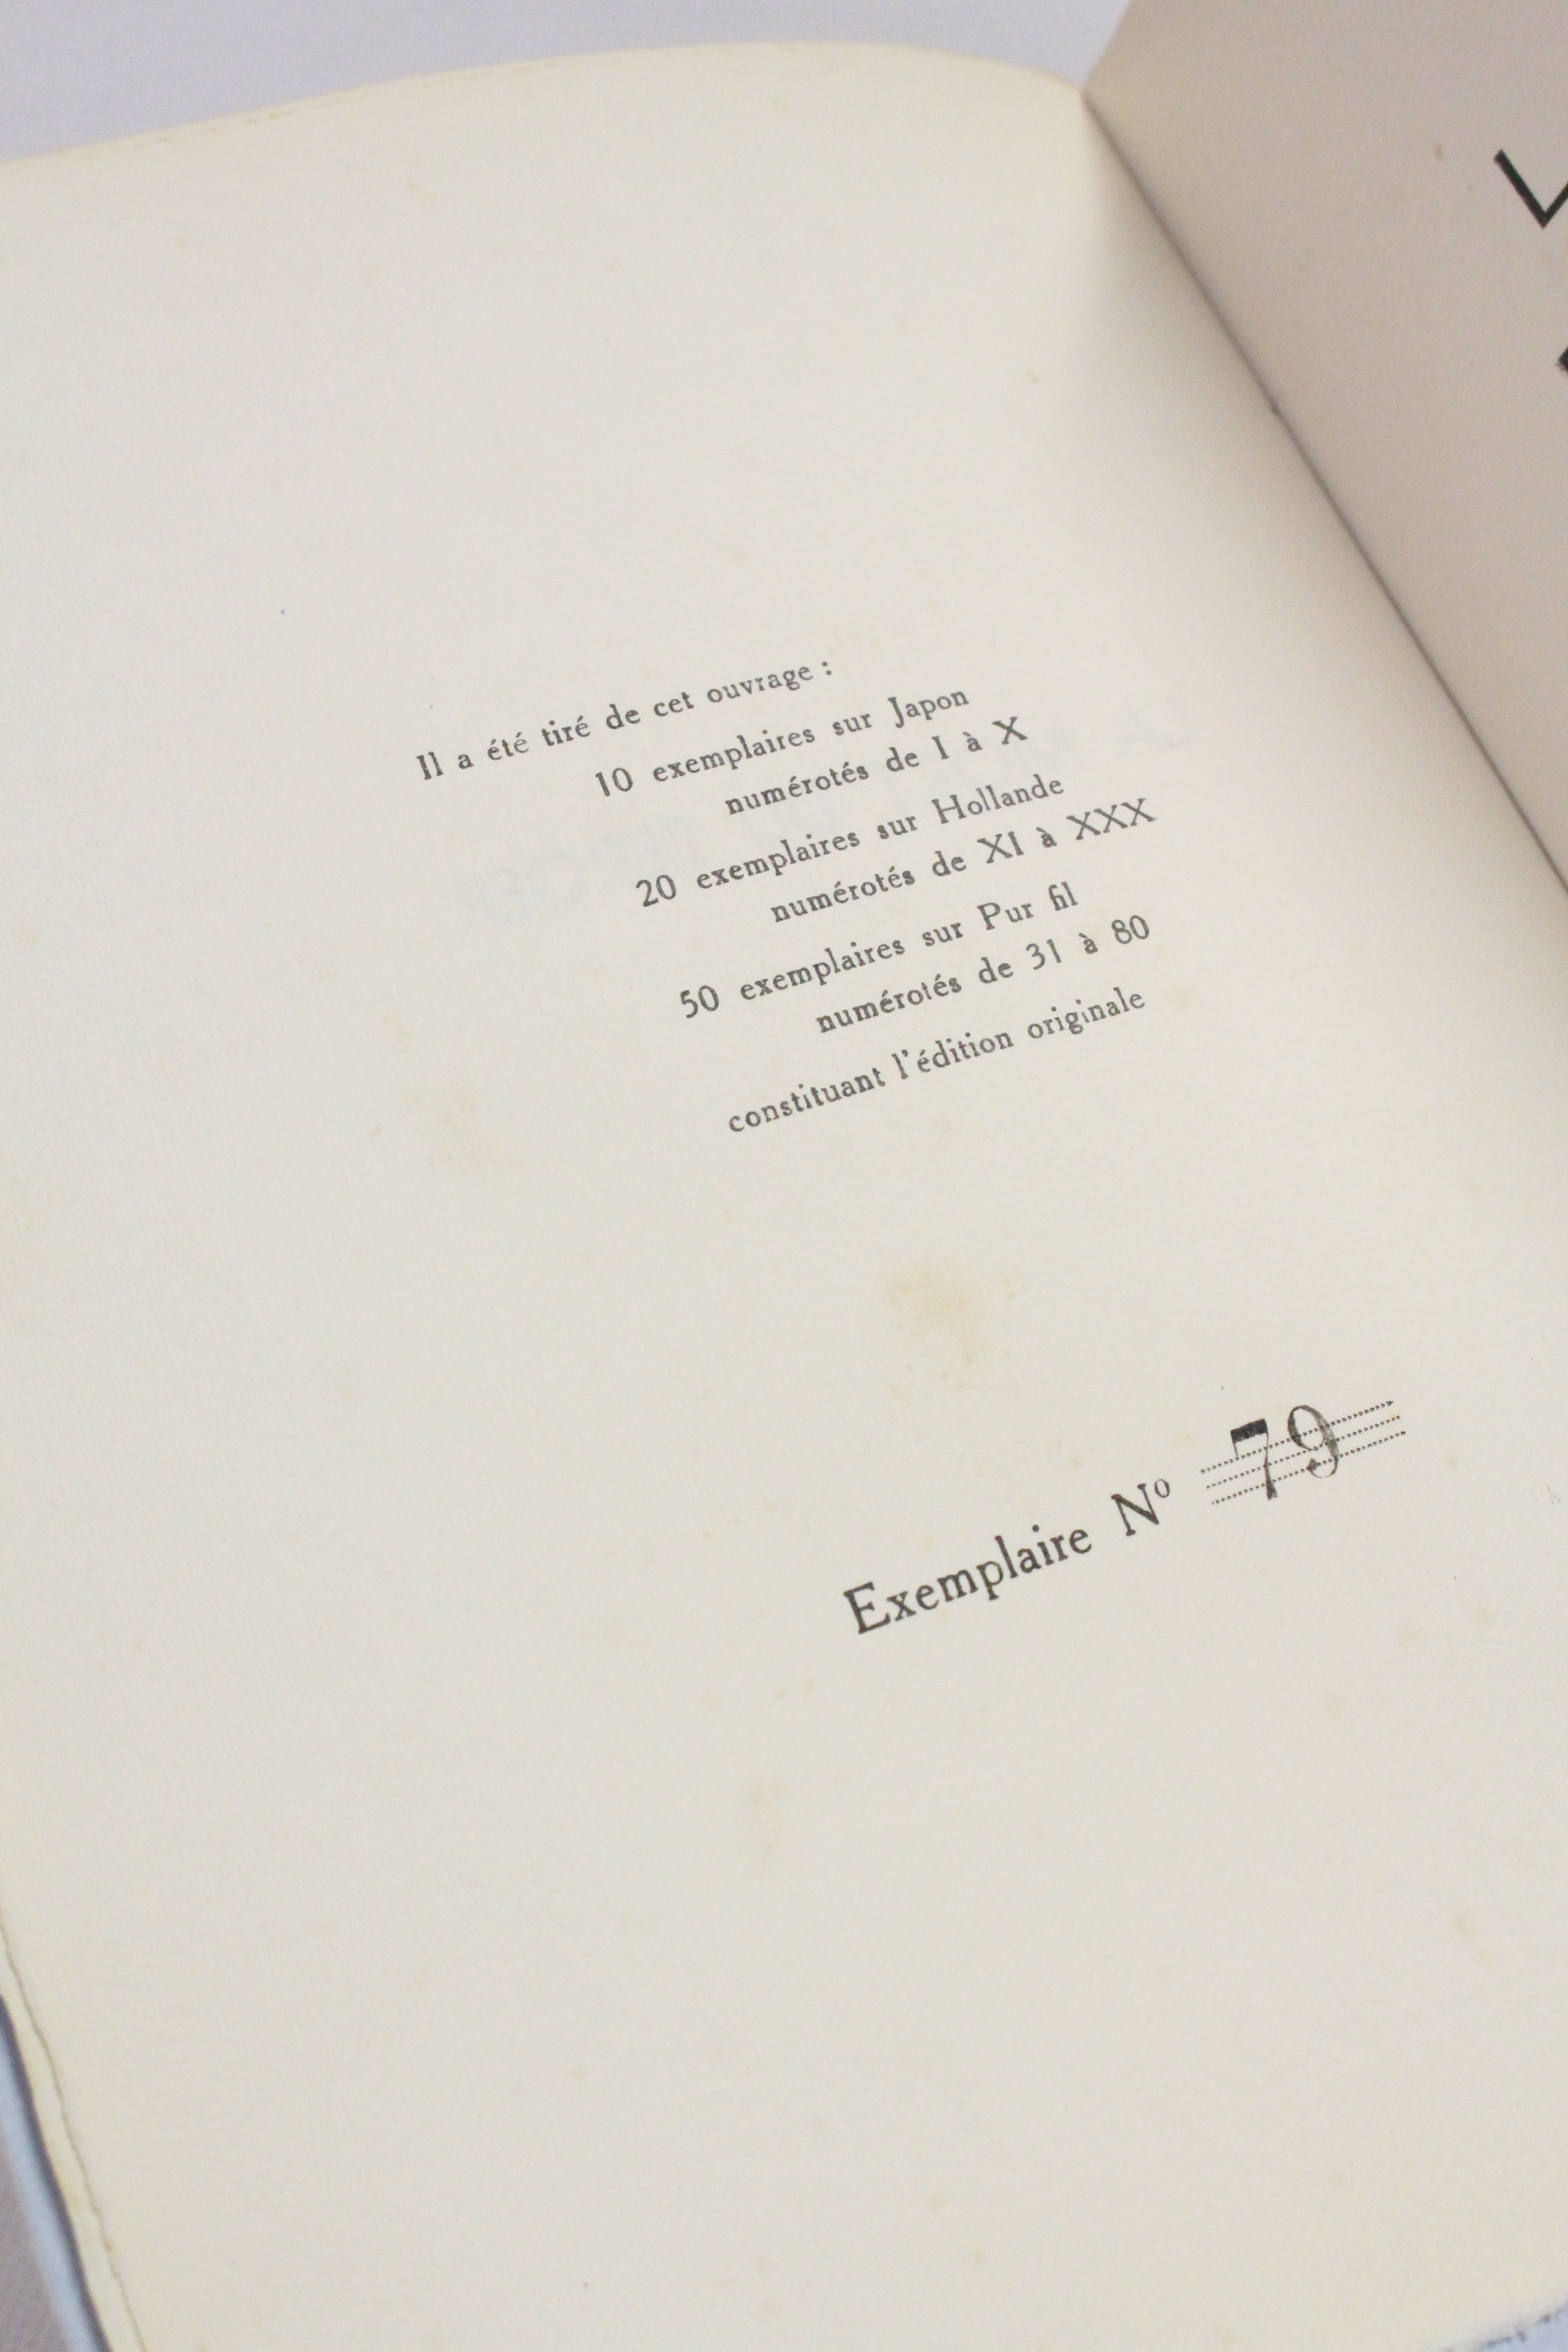 Il a été tiré de cet ouvrage :
10 exemplaires sur Japon
numérotés de I à X
20 exemplaires sur Hollande
numérotés de XI à XXX
50 exemplaires sur Pur fil
numérotés de 31 à 80
constituant l'édition originale
Exemplaire Nº 79